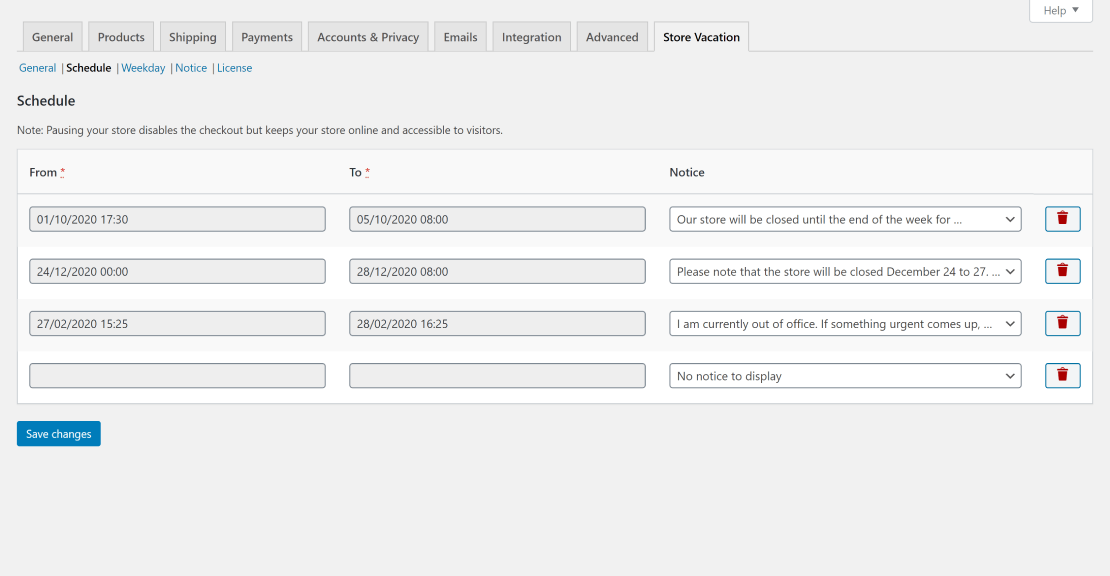 Help ▼
General Products Shipping Payments Accounts & Privacy Emails Integration Advanced Store Vacation
General | Schedule | Weekday | Notice | License
Schedule
Note: Pausing your store disables the checkout but keeps your store online and accessible to visitors.
From * To * Notice
01/10/2020 17:30 05/10/2020 08:00 Our store will be closed until the end of the week for ...
24/12/2020 00:00 28/12/2020 08:00 Please note that the store will be closed December 24 to 27. ...
27/02/2020 15:25 28/02/2020 16:25 I am currently out of office. If something urgent comes up, ...
No notice to display
Save changes